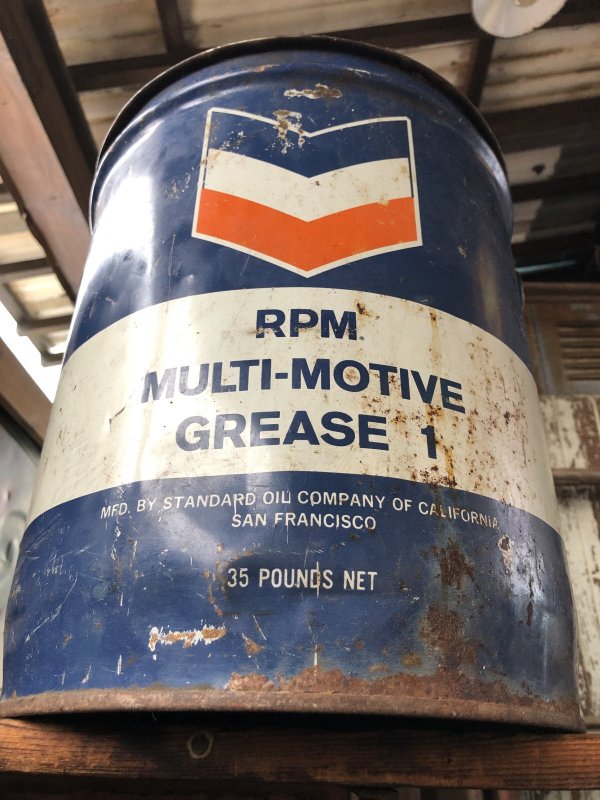 RPM.
MULTI-MOTIVE
GREASE 1
MFD. BY STANDARD OIL COMPANY OF CALIFORNIA
SAN FRANCISCO
35 POUNDS NET